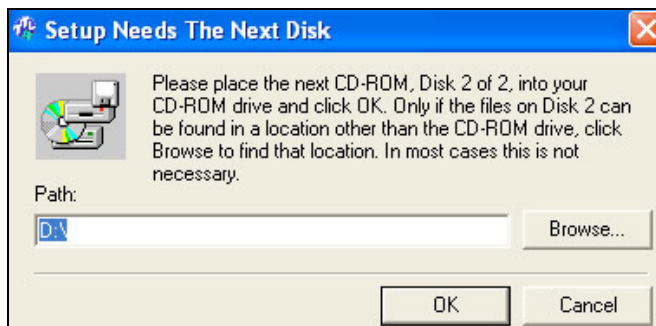 Setup Needs The Next Disk
Please place the next CD-ROM, Disk 2 of 2, into your
CD-ROM drive and click OK. Only if the files on Disk 2 can
be found in a location other than the CD-ROM drive, click
Browse to find that location. In most cases this is not
necessary.
Path:
D:\
Browse...
OK
Cancel